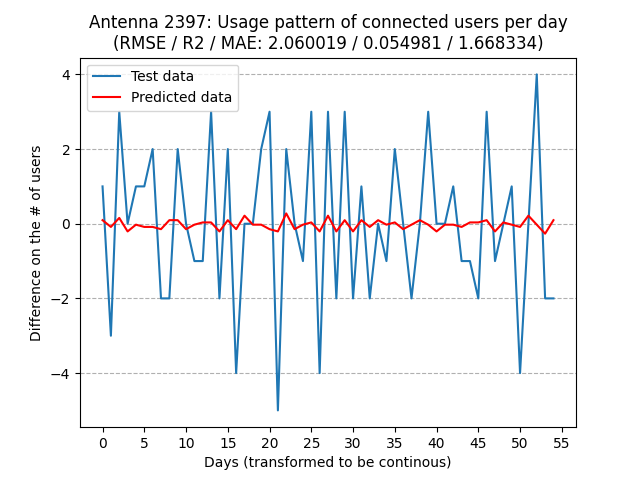 Antenna 2397: Usage pattern of connected users per day
(RMSE / R2 / MAE: 2.060019 / 0.054981 / 1.668334)
Test data
Predicted data
Difference on the # of users
4
2
0
−2
−4
0 5 10 15 20 25 30 35 40 45 50 55
Days (transformed to be continous)